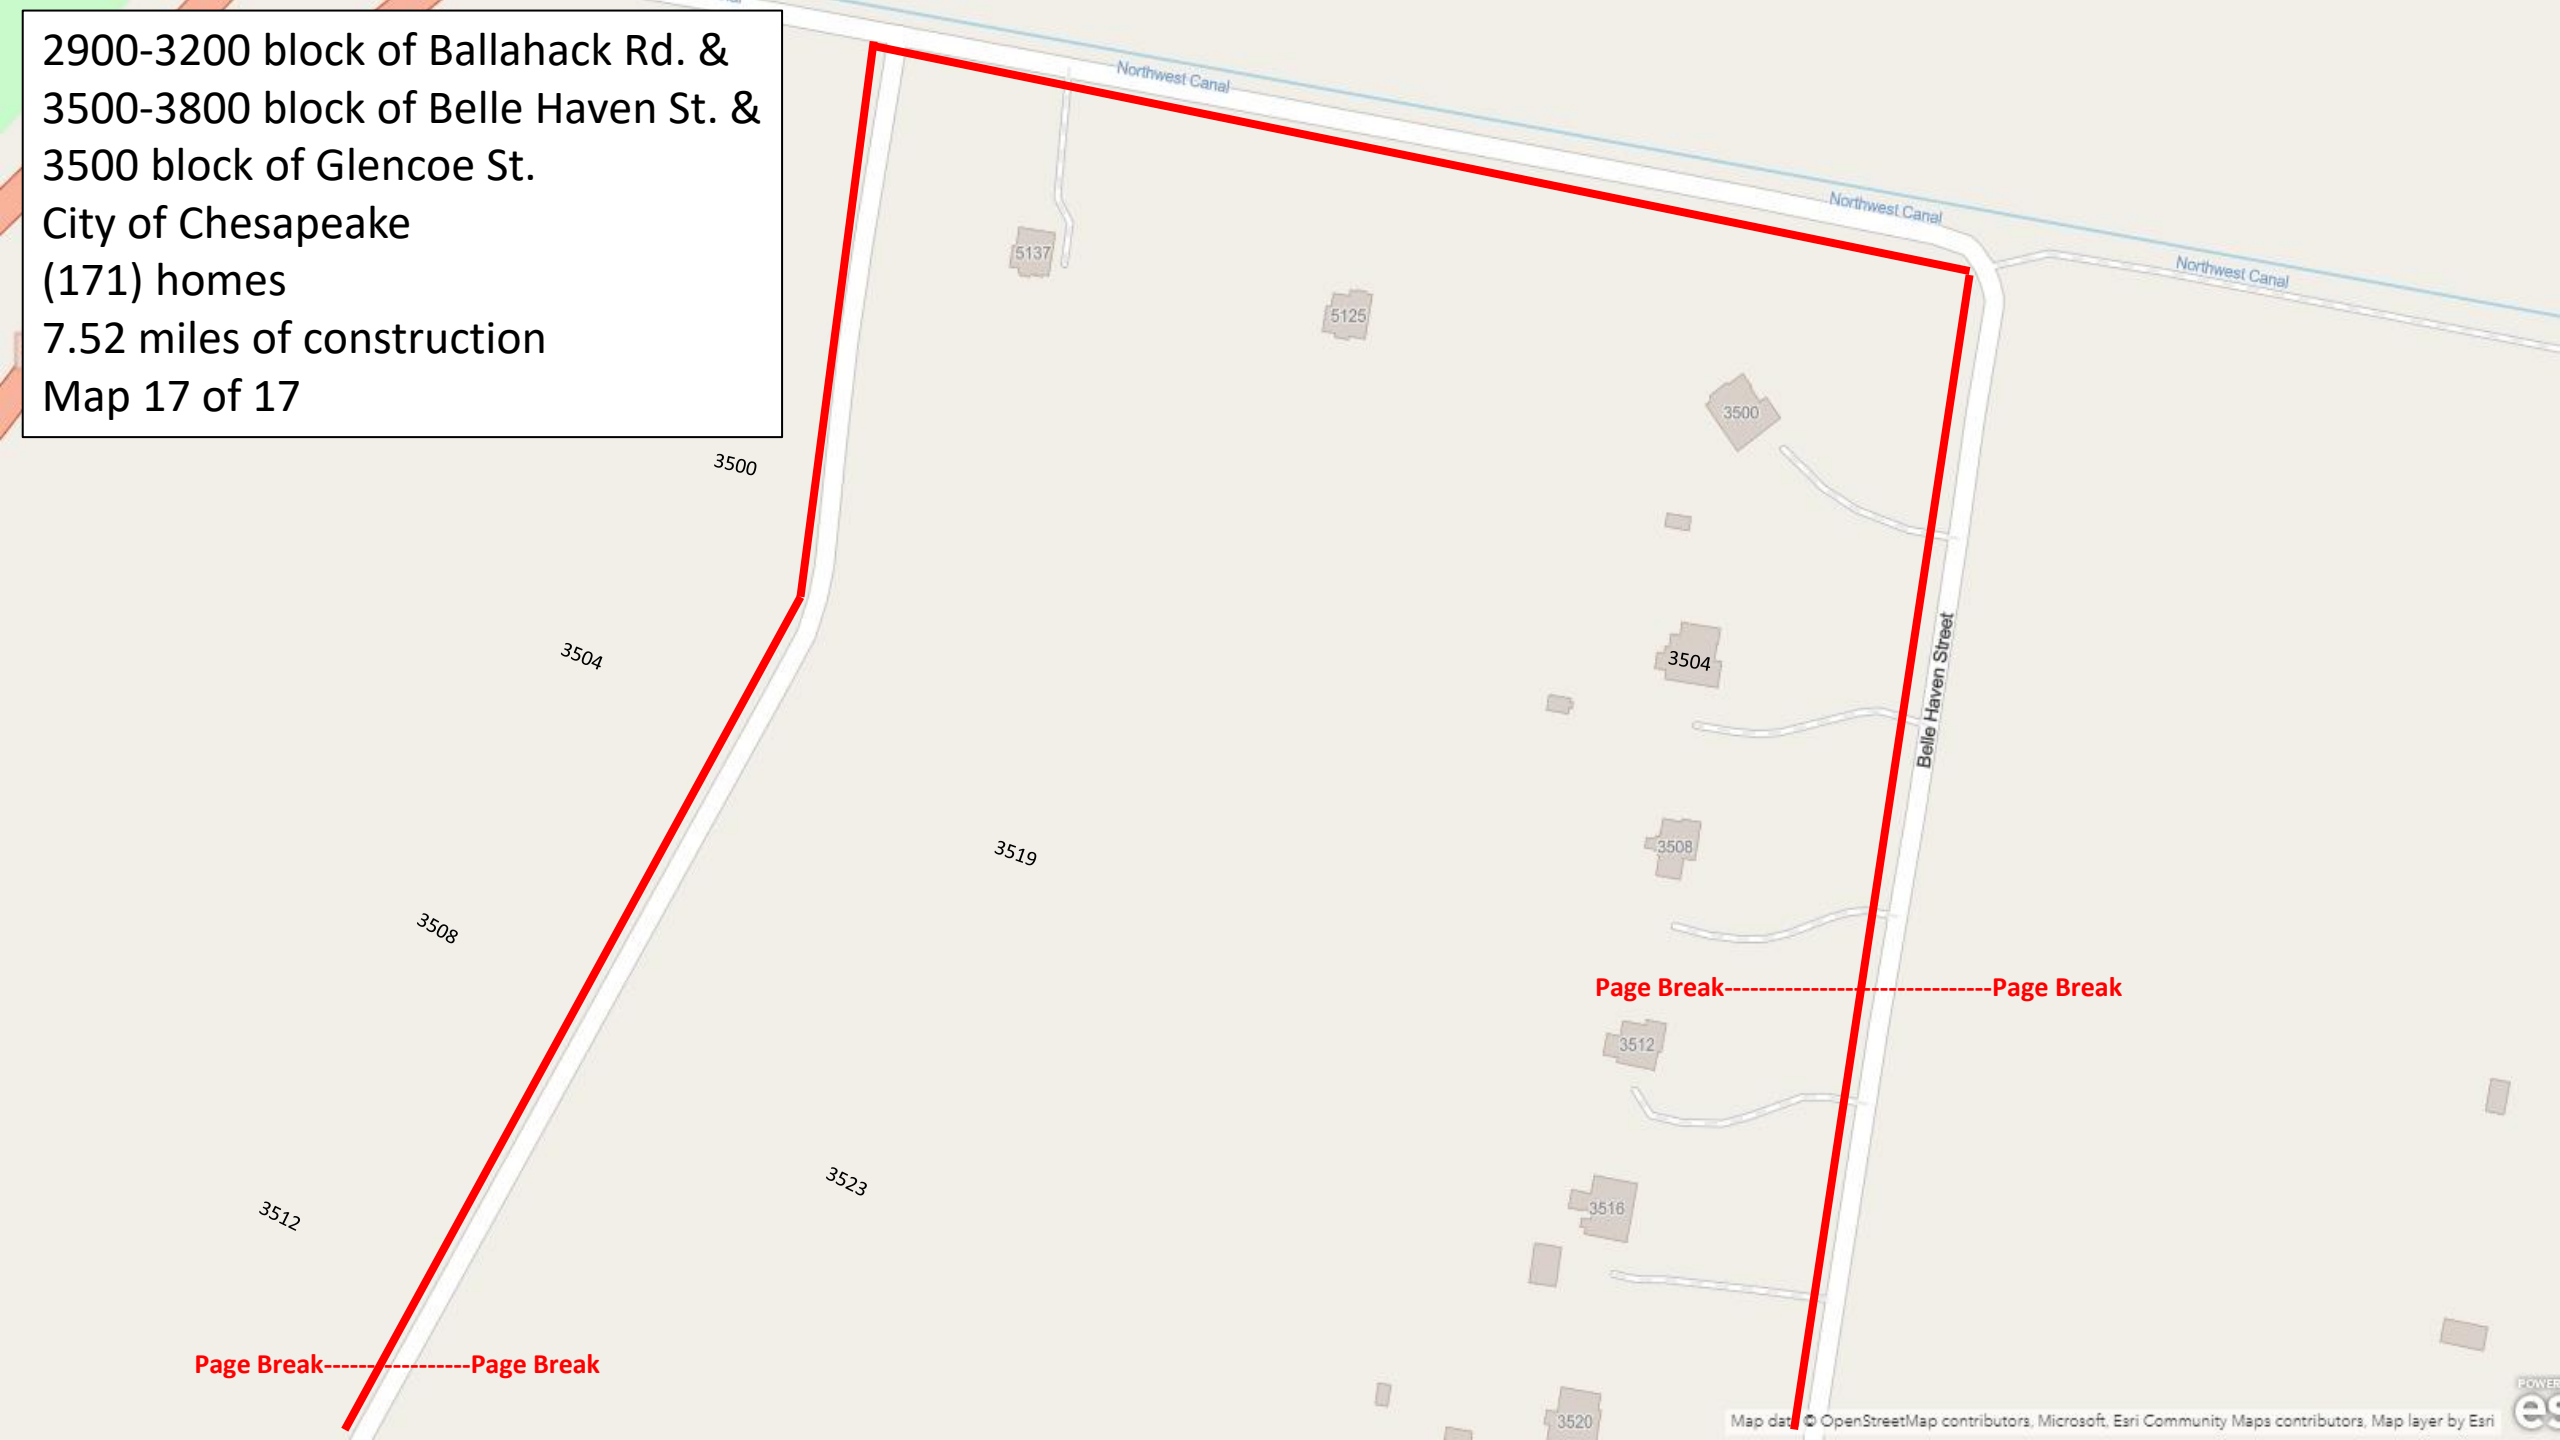 2900-3200 block of Ballahack Rd. &
3500-3800 block of Belle Haven St. &
3500 block of Glencoe St.
City of Chesapeake
(171) homes
7.52 miles of construction
Map 17 of 17
Northwest Canal
Northwest Canal
Northwest Canal
5137
5125
3500
3500
3504
3504
Belle Haven Street
3508
3519
3508
Page Break------------------------------Page Break
3512
3523
3516
3512
Page Break----------------Page Break
3520
Map data © OpenStreetMap contributors, Microsoft, Esri Community Maps contributors, Map layer by Esri